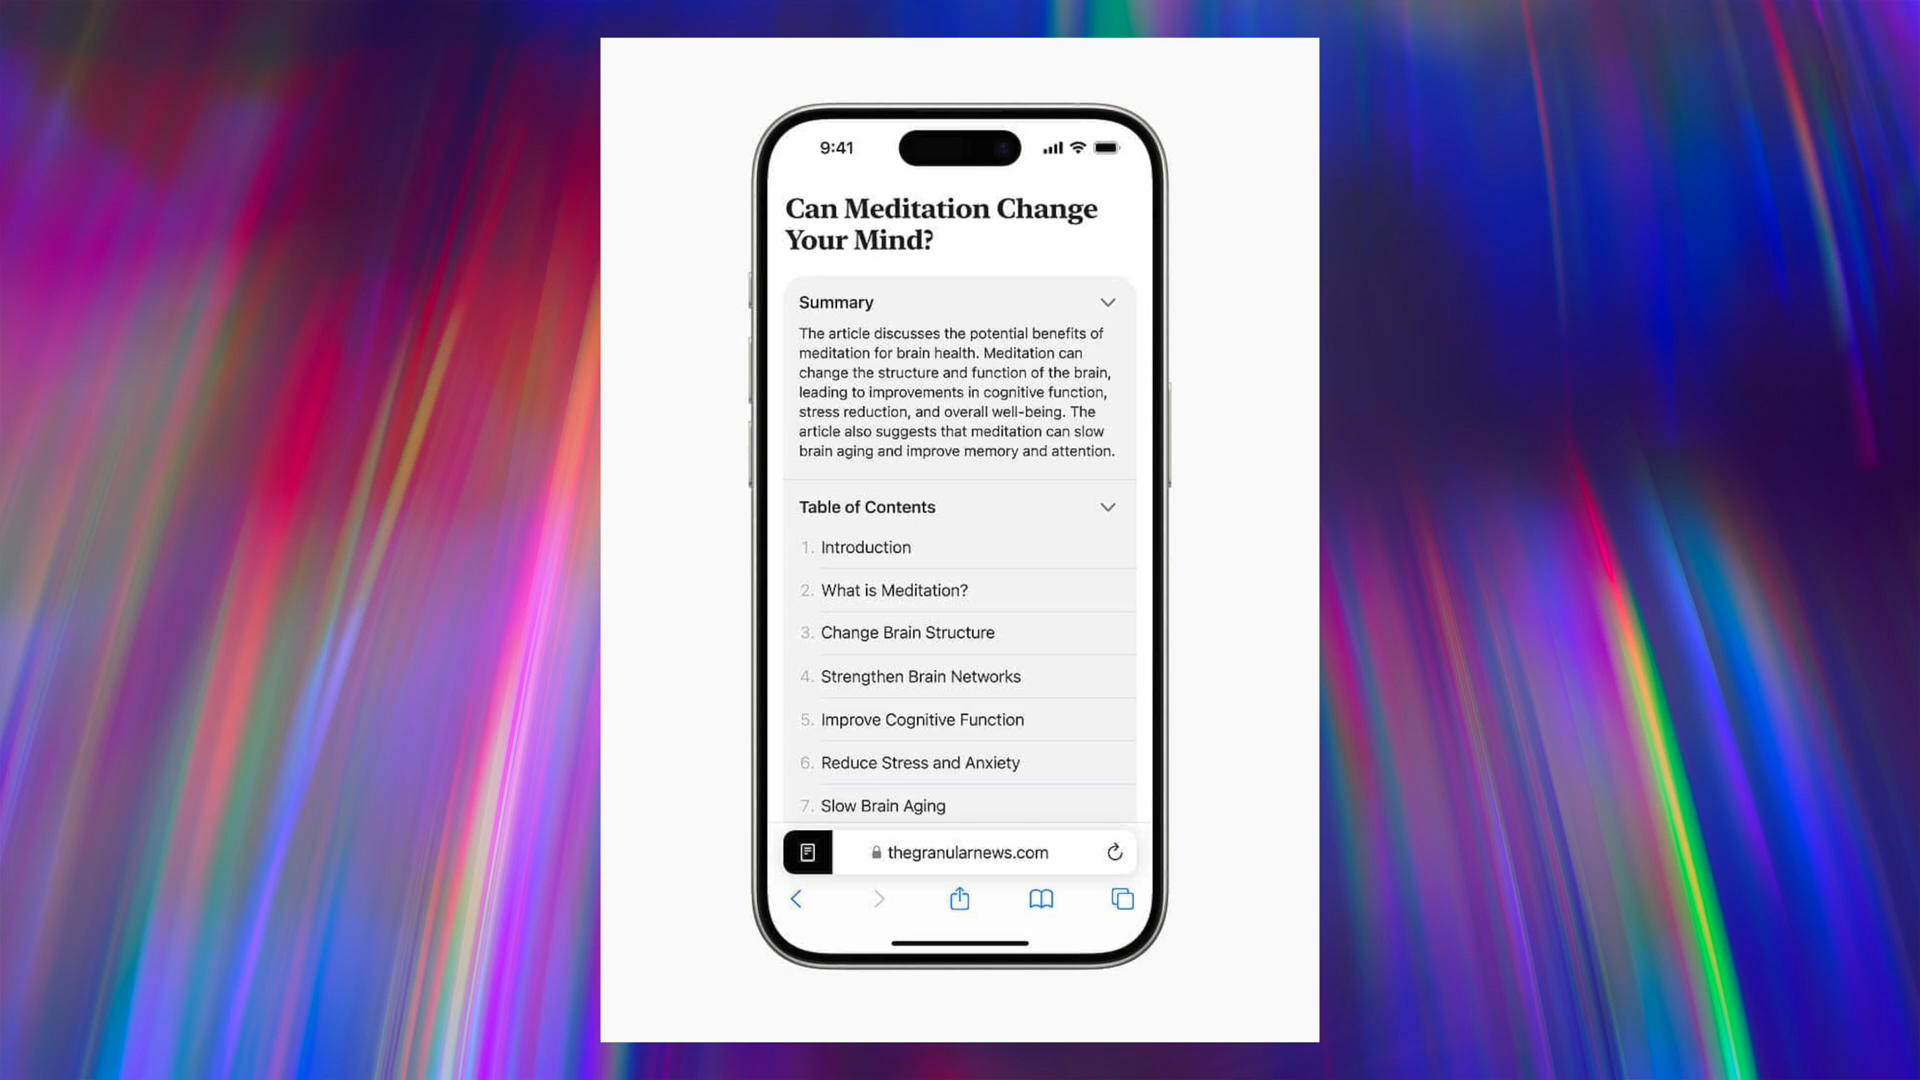 9:41
Can Meditation Change
Your Mind?
Summary
The article discusses the potential benefits of
meditation for brain health. Meditation can
change the structure and function of the brain,
leading to improvements in cognitive function,
stress reduction, and overall well-being. The
article also suggests that meditation can slow
brain aging and improve memory and attention.
Table of Contents
1. Introduction
2. What is Meditation?
3. Change Brain Structure
4. Strengthen Brain Networks
5. Improve Cognitive Function
6. Reduce Stress and Anxiety
7. Slow Brain Aging
thegranularnews.com